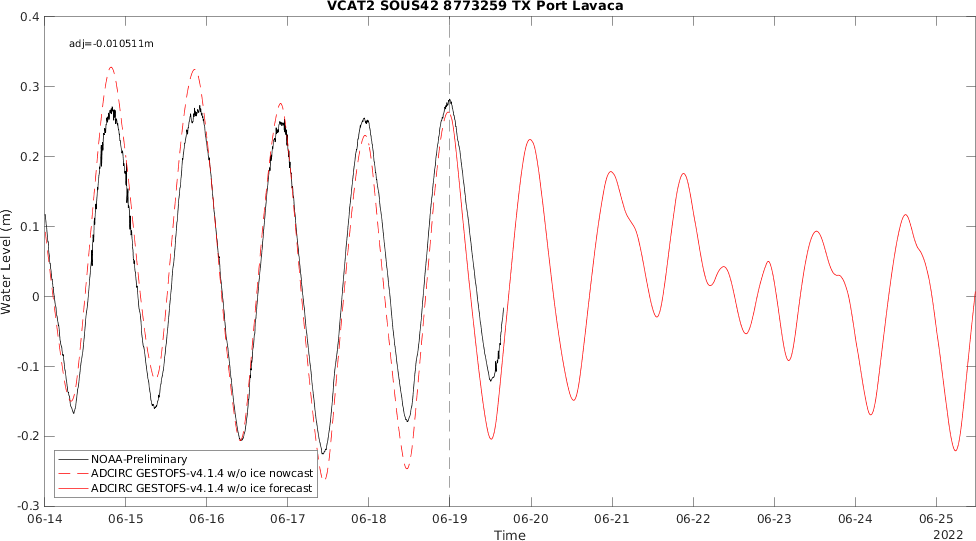 VCAT2 SOUS42 8773259 TX Port Lavaca
adj=-0.010511m
0.4
0.3
0.2
0.1
0
-0.1
-0.2
-0.3
Water Level (m)
NOAA-Preliminary
ADCIRC GESTOFS-v4.1.4 w/o ice nowcast
ADCIRC GESTOFS-v4.1.4 w/o ice forecast
06-14 06-15 06-16 06-17 06-18 06-19 06-20 06-21 06-22 06-23 06-24 06-25
Time
2022